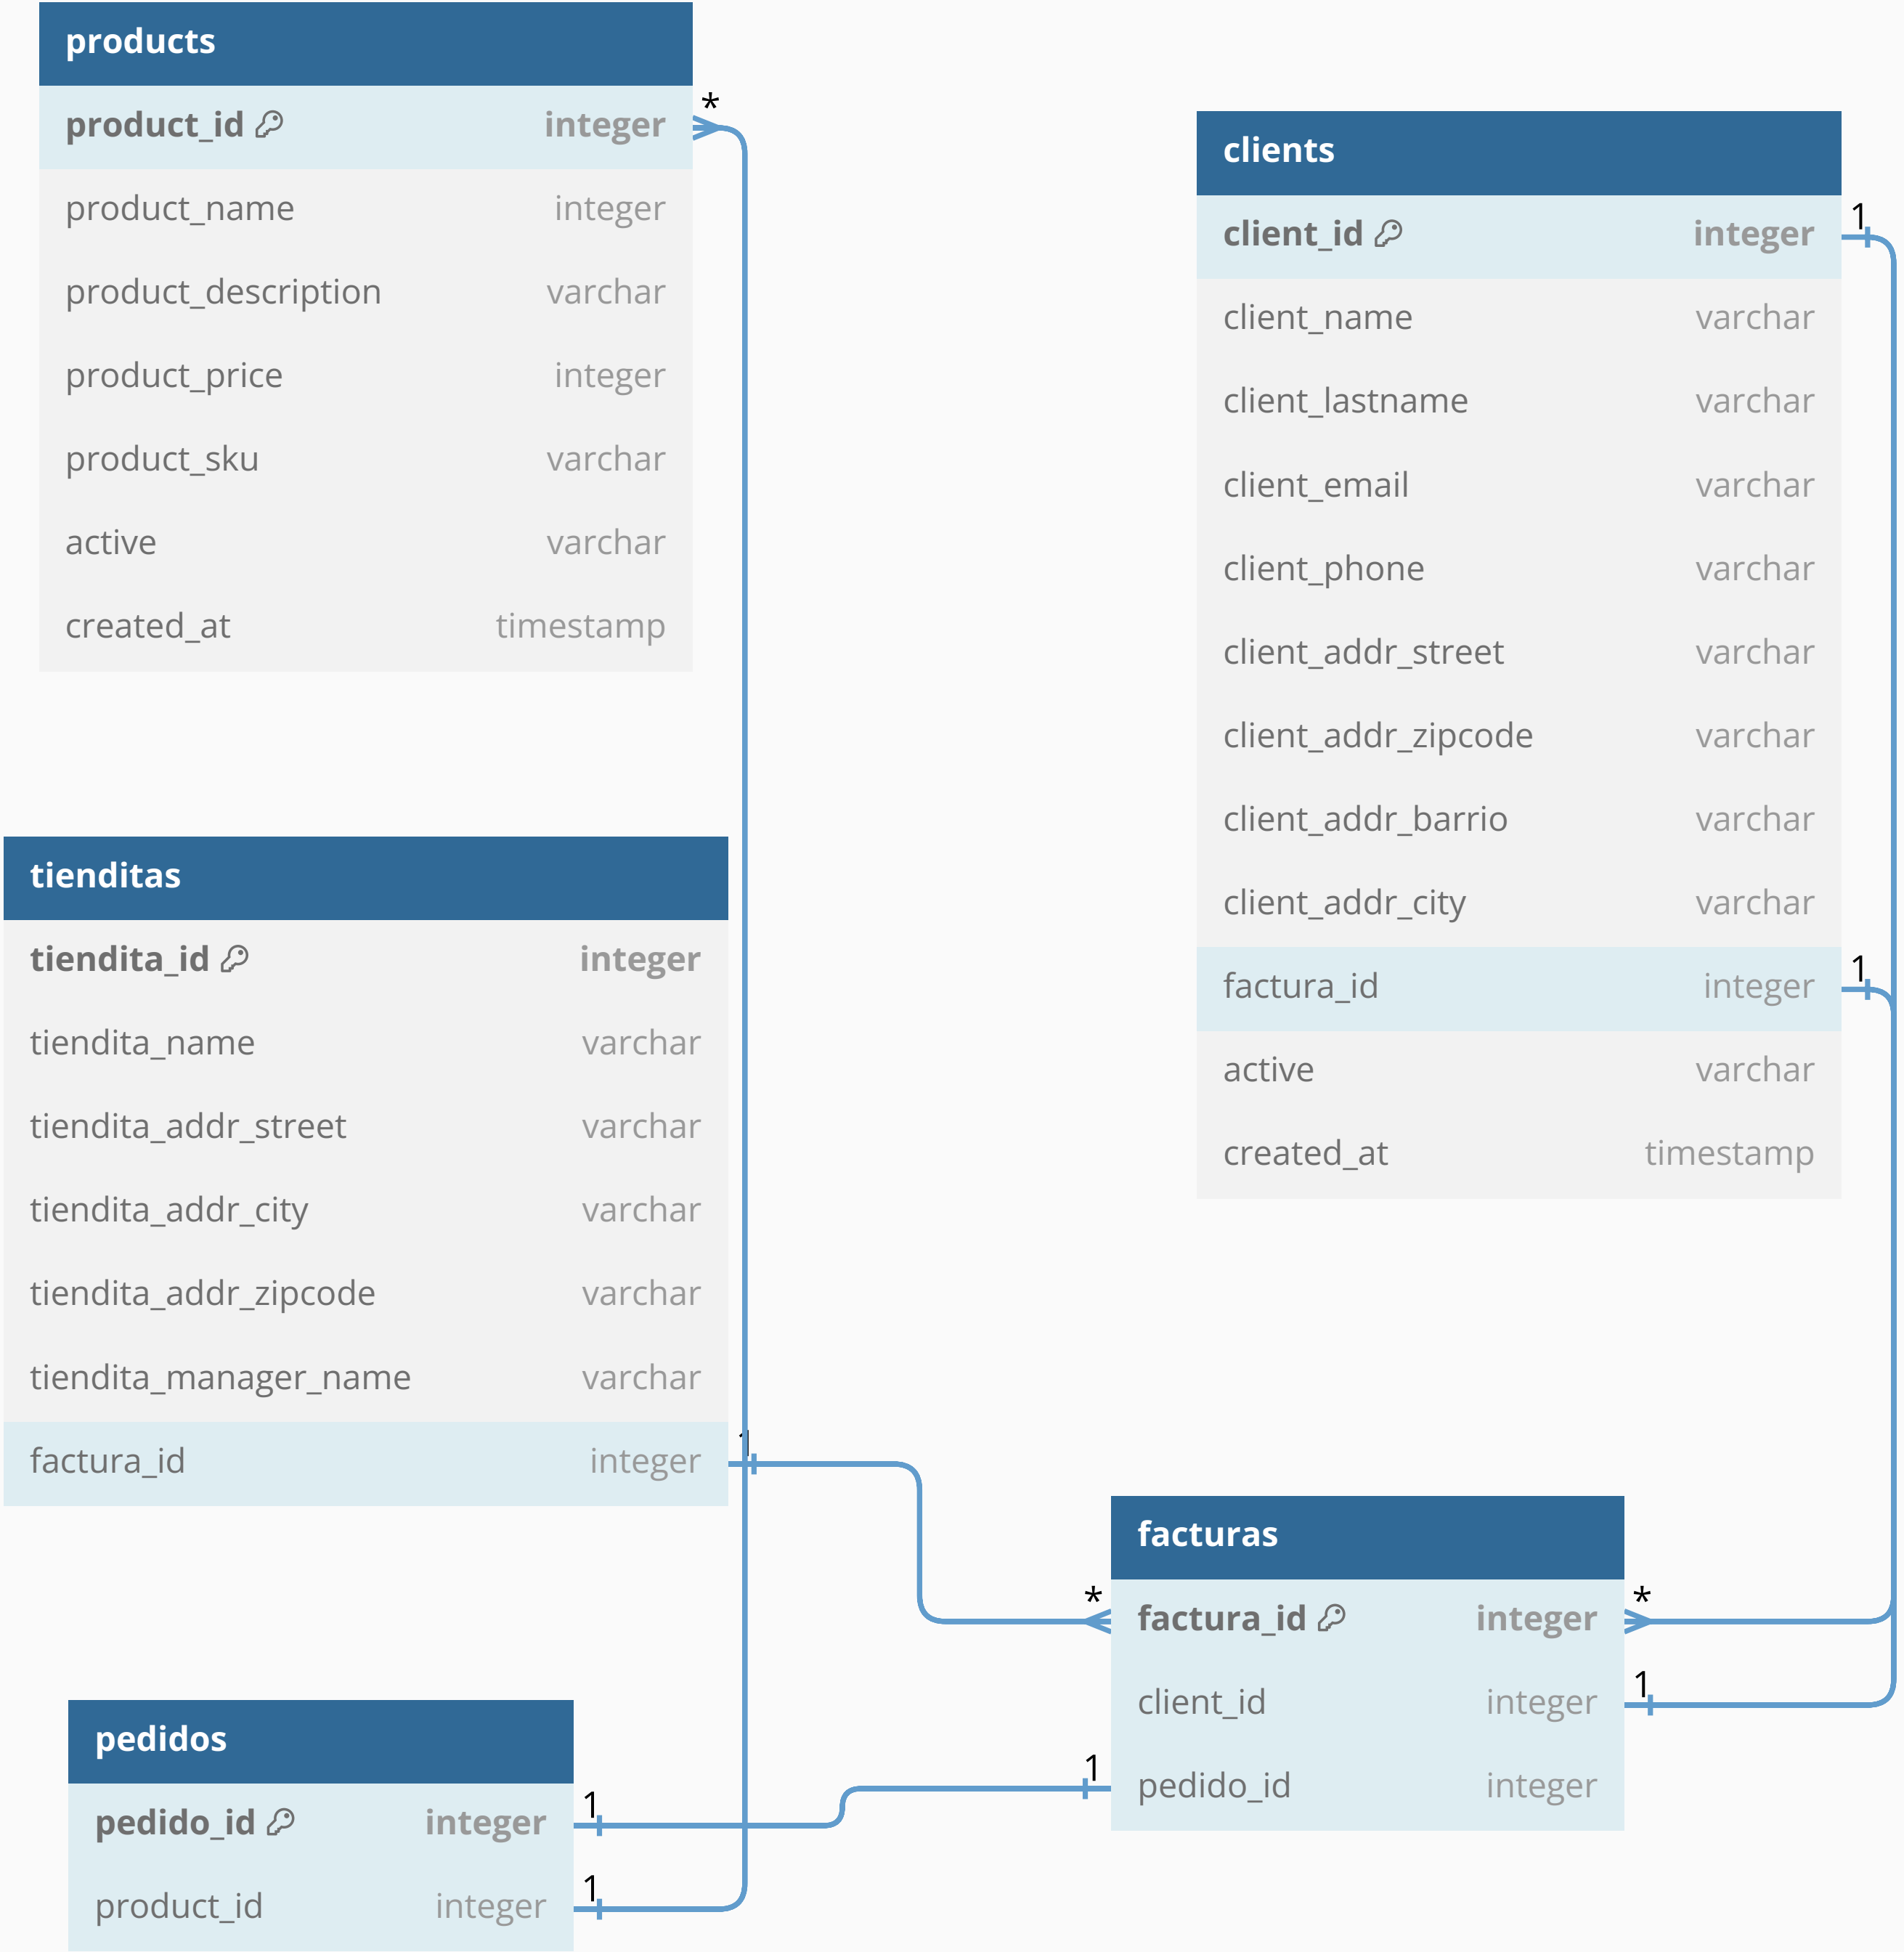 products
product_id integer
product_name integer
product_description varchar
product_price integer
product_sku varchar
active varchar
created_at timestamp
*
clients
client_id integer
client_name varchar
client_lastname varchar
client_email varchar
client_phone varchar
client_addr_street varchar
client_addr_zipcode varchar
client_addr_barrio varchar
client_addr_city varchar
factura_id integer
active varchar
created_at timestamp
1
1
tienditas
tiendita_id integer
tiendita_name varchar
tiendita_addr_street varchar
tiendita_addr_city varchar
tiendita_addr_zipcode varchar
tiendita_manager_name varchar
factura_id integer
1
facturas
* factura_id integer *
client_id integer 1
1 pedido_id integer
pedidos
pedido_id integer 1
product_id integer 1